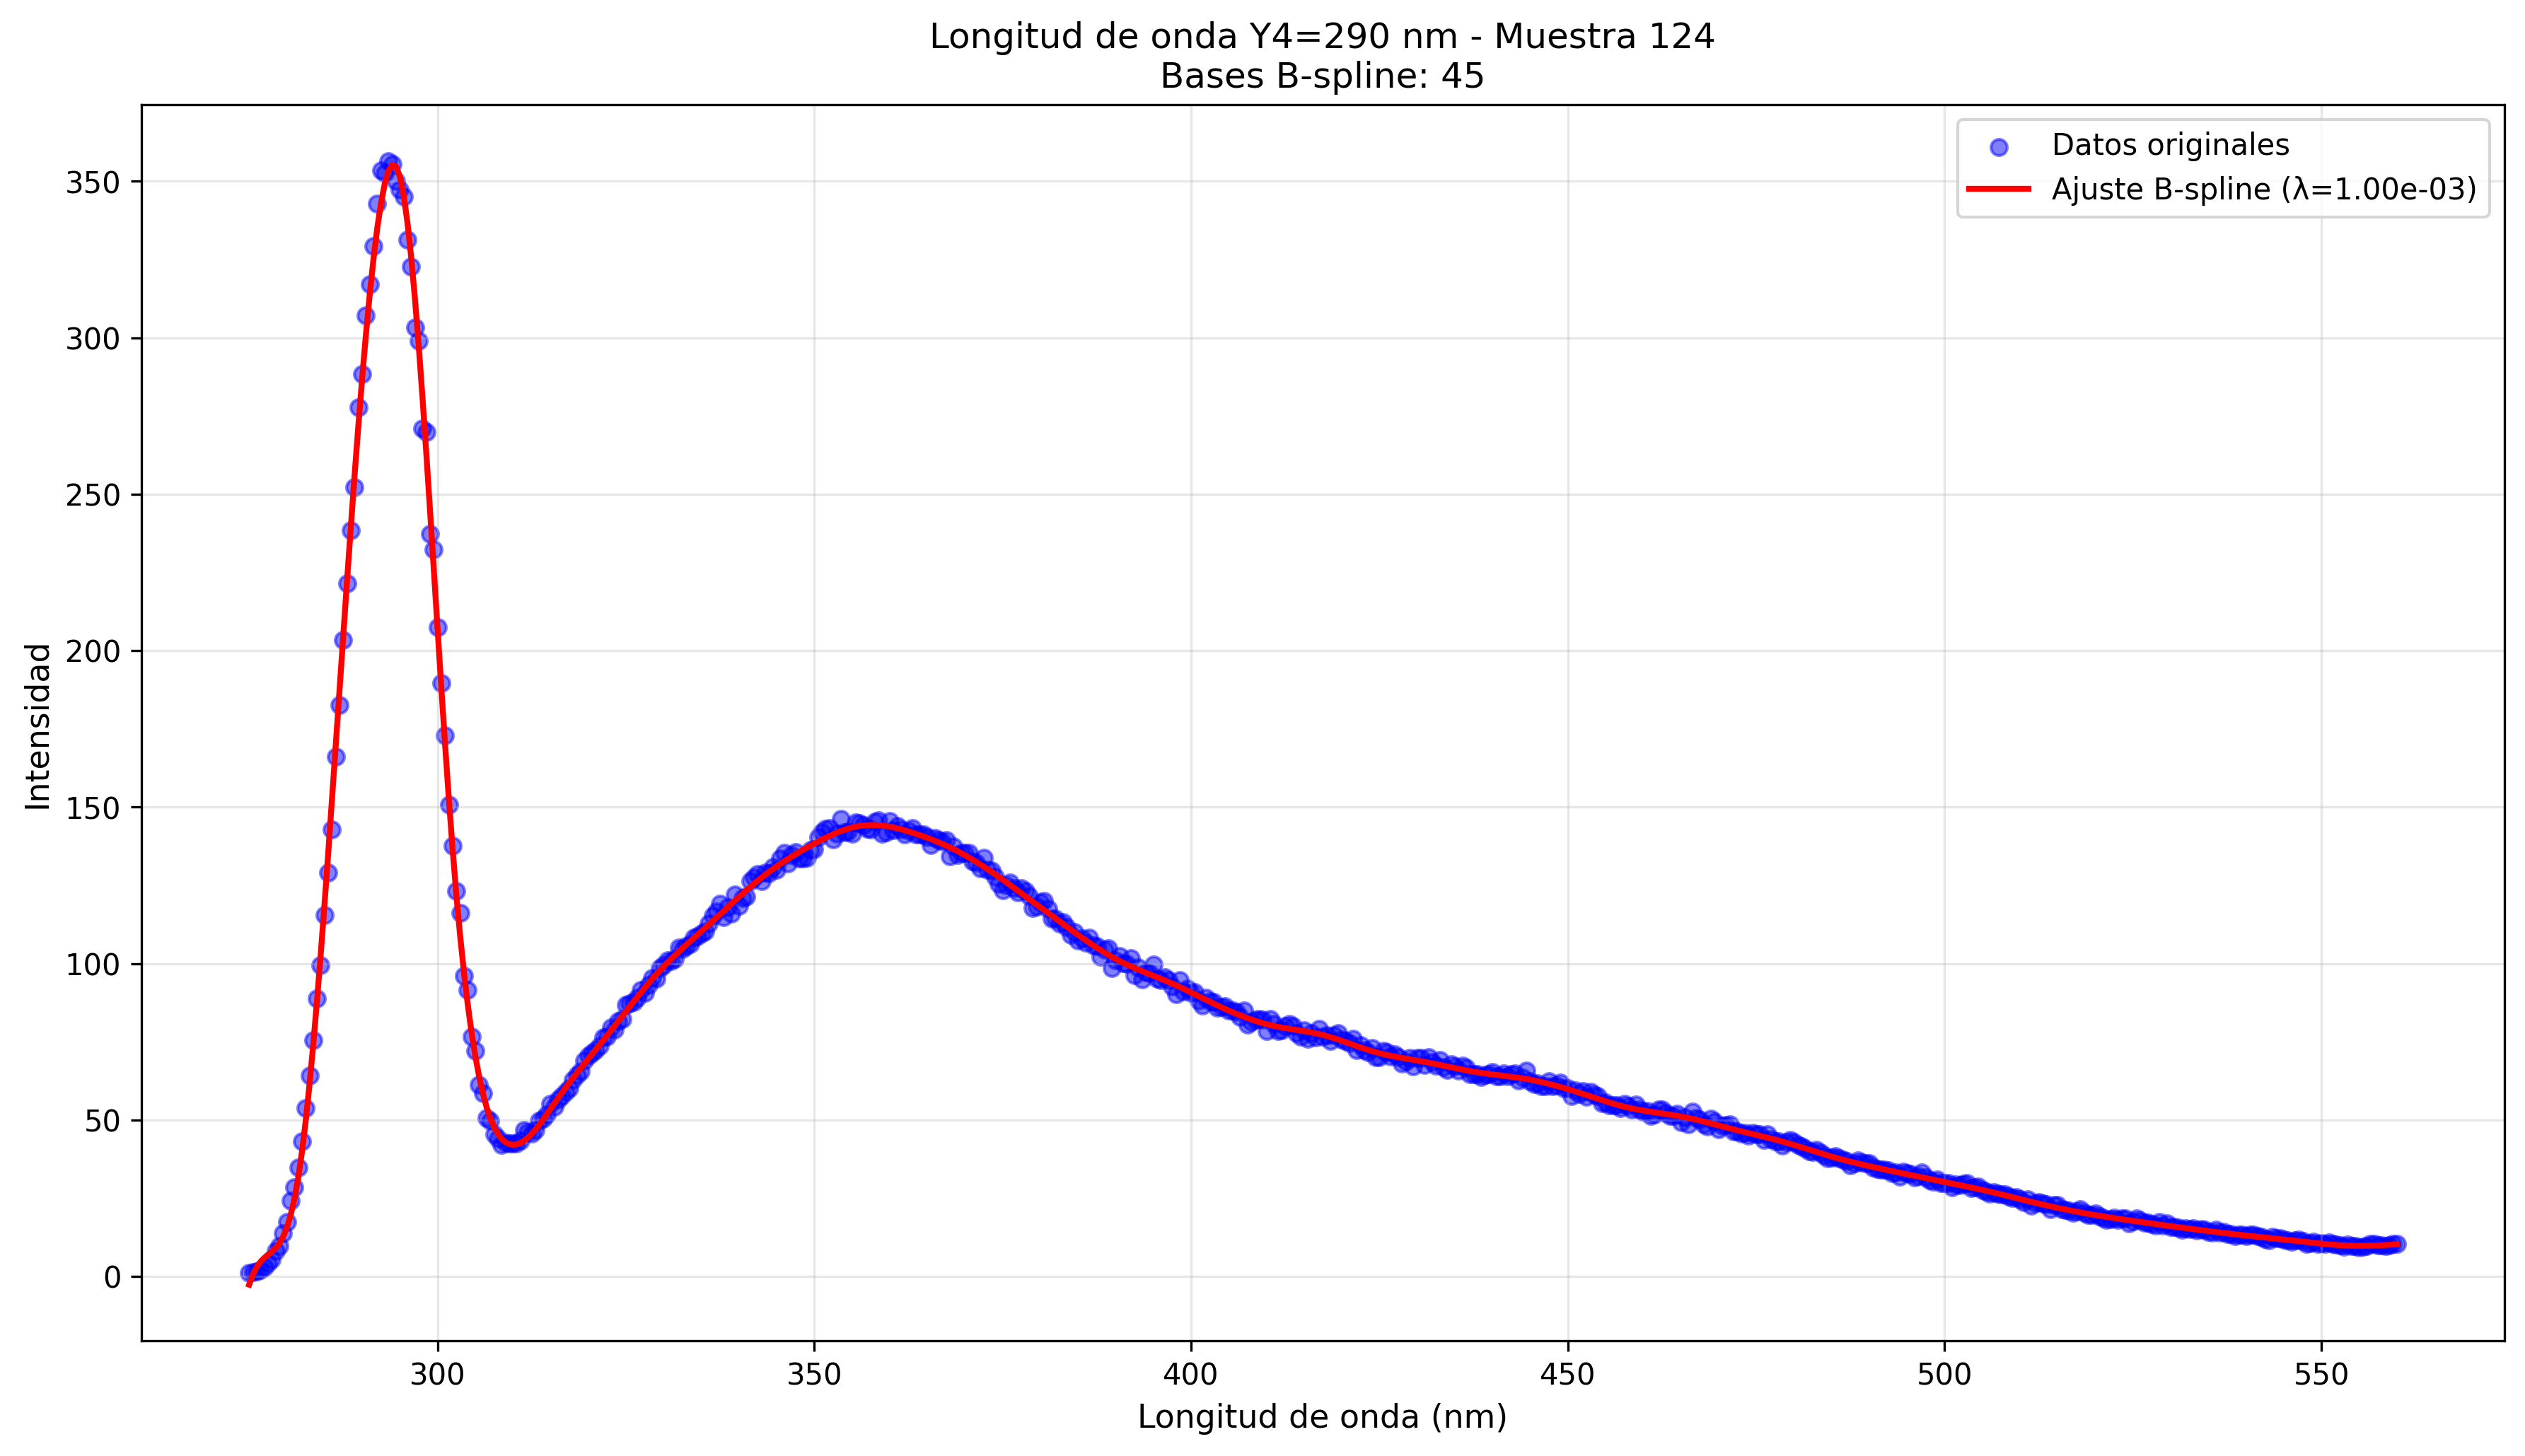 Longitud de onda Y4=290 nm - Muestra 124
Bases B-spline: 45
Datos originales
Ajuste B-spline (λ=1.00e-03)
Intensidad
350
300
250
200
150
100
50
0
300 350 400 450 500 550
Longitud de onda (nm)